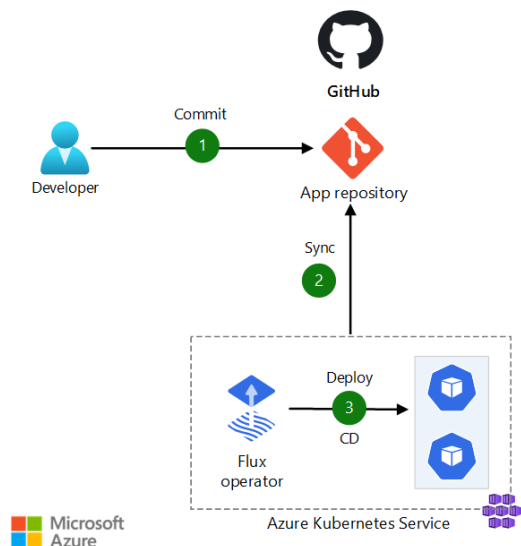 GitHub
Commit
1
Developer
App repository
Sync
2
Deploy
3
CD
Flux
operator
Azure Kubernetes Service
Microsoft
Azure